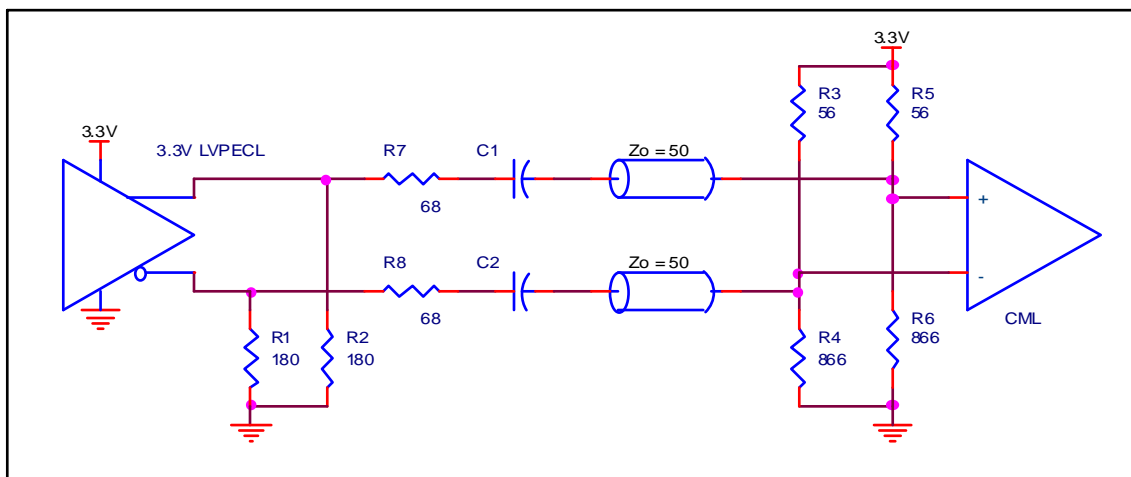 3.3V
R3
56
R5
56
3.3V
3.3V LVPECL
R7
68
C1
Zo = 50
+
R8
68
C2
Zo = 50
-
R1
180
R2
180
R4
866
R6
866
CML